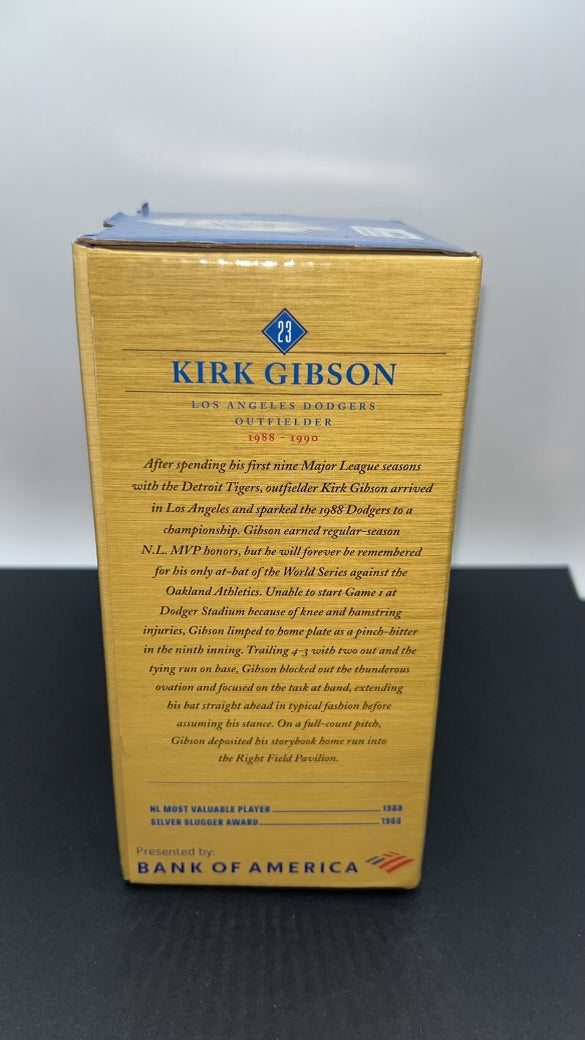 23
KIRK GIBSON
LOS ANGELES DODGERS
OUTFIELDER
1988 - 1990
After spending his first nine Major League seasons
with the Detroit Tigers, outfielder Kirk Gibson arrived
in Los Angeles and sparked the 1988 Dodgers to a
championship. Gibson earned regular-season
N.L. MVP honors, but he will forever be remembered
for his only at-bat of the World Series against the
Oakland Athletics. Unable to start Game 1 at
Dodger Stadium because of knee and hamstring
injuries, Gibson limped to home plate as a pinch-hitter
in the ninth inning. Trailing 4-3 with two out and the
tying run on base, Gibson blocked out the thunderous
ovation and focused on the task at hand, extending
his bat straight ahead in typical fashion before
assuming his stance. On a full-count pitch,
Gibson deposited his storybook home run into
the Right Field Pavilion.
NL MOST VALUABLE PLAYER 1988
SILVER SLUGGER AWARD 1988
Presented by:
BANK OF AMERICA